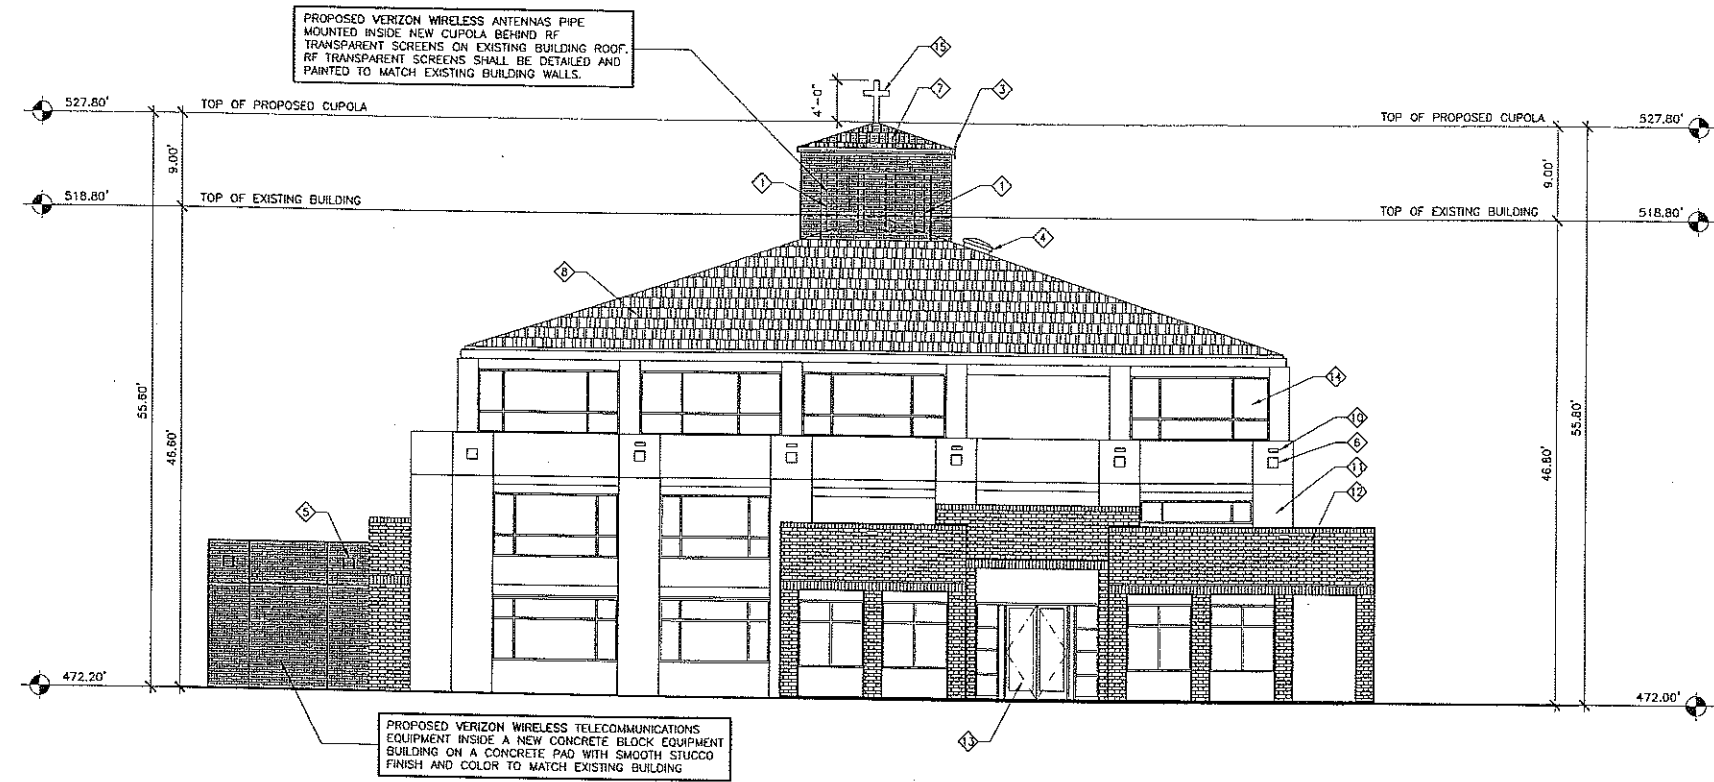 PROPOSED VERIZON WIRELESS ANTENNAS PIPE
MOUNTED INSIDE NEW CUPOLA BEHIND RF
TRANSPARENT SCREENS ON EXISTING BUILDING ROOF.
RF TRANSPARENT SCREENS SHALL BE DETAILED AND
PAINTED TO MATCH EXISTING BUILDING WALLS.
15
4'-0"
7
3
527.80'
TOP OF PROPOSED CUPOLA
TOP OF PROPOSED CUPOLA
527.80'
9.00'
9.00'
1
1
518.80'
TOP OF EXISTING BUILDING
TOP OF EXISTING BUILDING
518.80'
4
8
14
55.60'
46.60'
10
6
11
12
46.80'
55.80'
5
472.20'
472.00'
13
PROPOSED VERIZON WIRELESS TELECOMMUNICATIONS
EQUIPMENT INSIDE A NEW CONCRETE BLOCK EQUIPMENT
BUILDING ON A CONCRETE PAD WITH SMOOTH STUCCO
FINISH AND COLOR TO MATCH EXISTING BUILDING